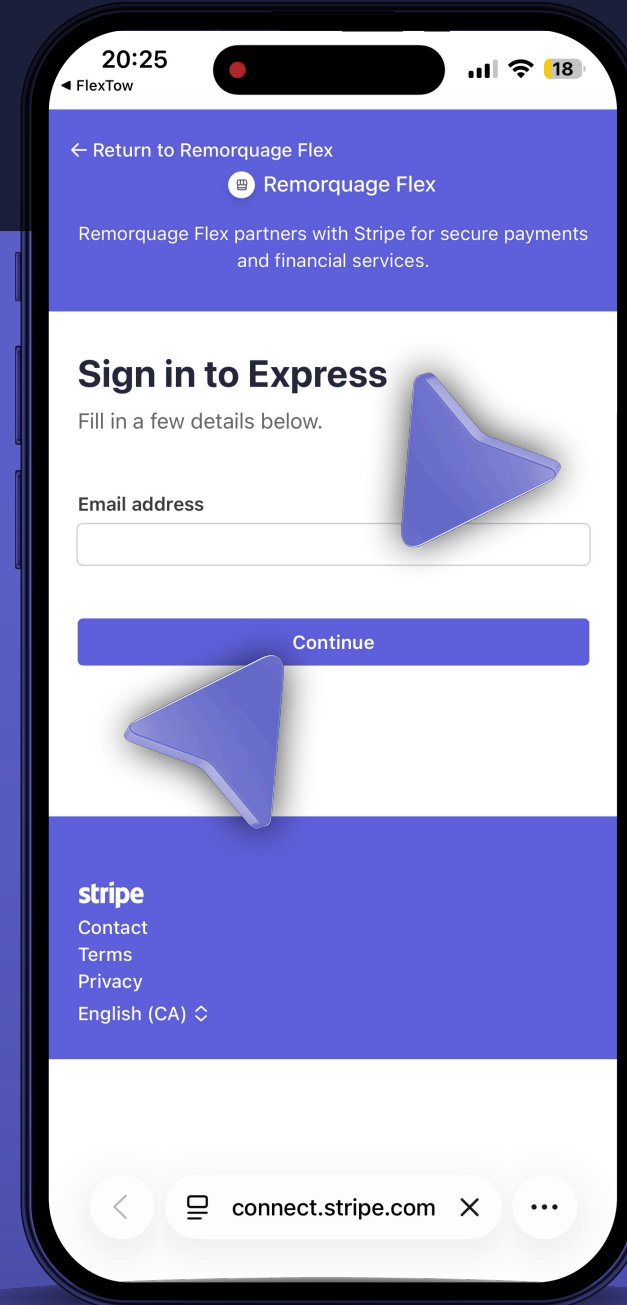 20:25
18
◀ FlexTow
← Return to Remorquage Flex
Remorquage Flex
Remorquage Flex partners with Stripe for secure payments
and financial services.
Sign in to Express
Fill in a few details below.
Email address
Continue
stripe
Contact
Terms
Privacy
English (CA)
connect.stripe.com